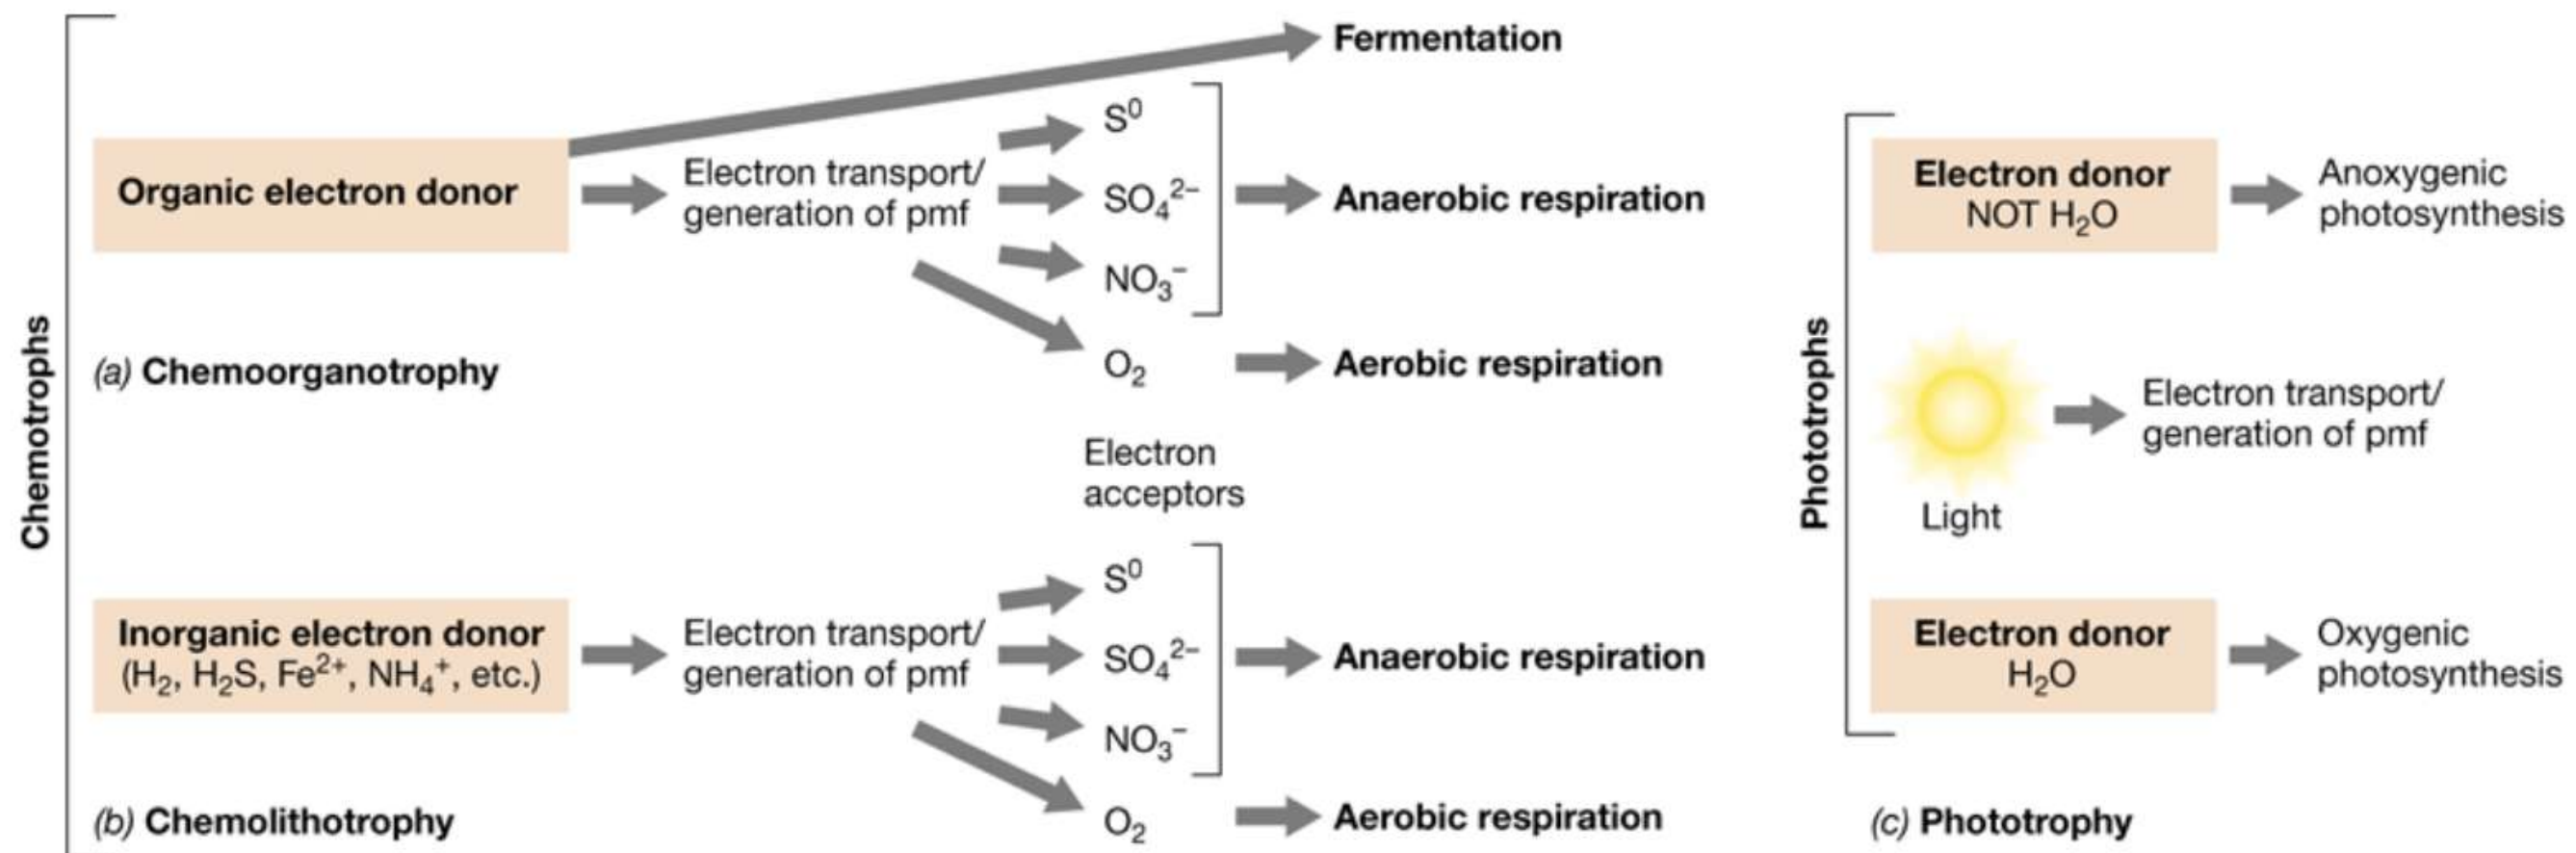 Chemotrophs
Fermentation
Organic electron donor
Electron transport/
generation of pmf
S⁰
SO₄²⁻
NO₃⁻
Anaerobic respiration
O₂
Aerobic respiration
(a) Chemoorganotrophy
Electron
acceptors
Inorganic electron donor
(H₂, H₂S, Fe²⁺, NH₄⁺, etc.)
Electron transport/
generation of pmf
S⁰
SO₄²⁻
NO₃⁻
Anaerobic respiration
O₂
Aerobic respiration
(b) Chemolithotrophy
Phototrophs
Electron donor
NOT H₂O
Anoxygenic
photosynthesis
Light
Electron transport/
generation of pmf
Electron donor
H₂O
Oxygenic
photosynthesis
(c) Phototrophy